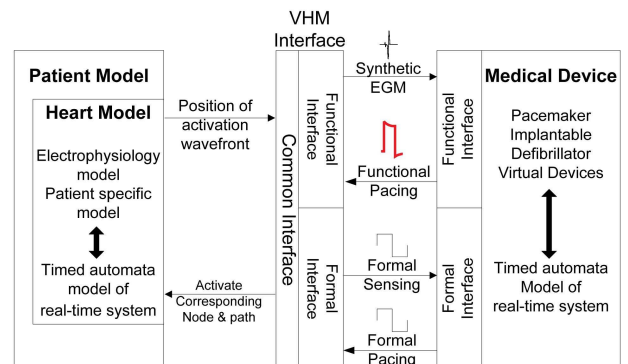 VHM
Interface
Patient Model
Heart Model
Electrophysiology
model
Patient specific
model
Timed automata
model of
real-time system
Position of
activation
wavefront
Activate
Corresponding
Node & path
Common Interface
Functional
Interface
Formal
Interface
Synthetic
EGM
Functional
Pacing
Formal
Sensing
Formal
Pacing
Functional
Interface
Formal
Interface
Medical Device
Pacemaker
Implantable
Defibrillator
Virtual Devices
Timed automata
Model of
real-time system